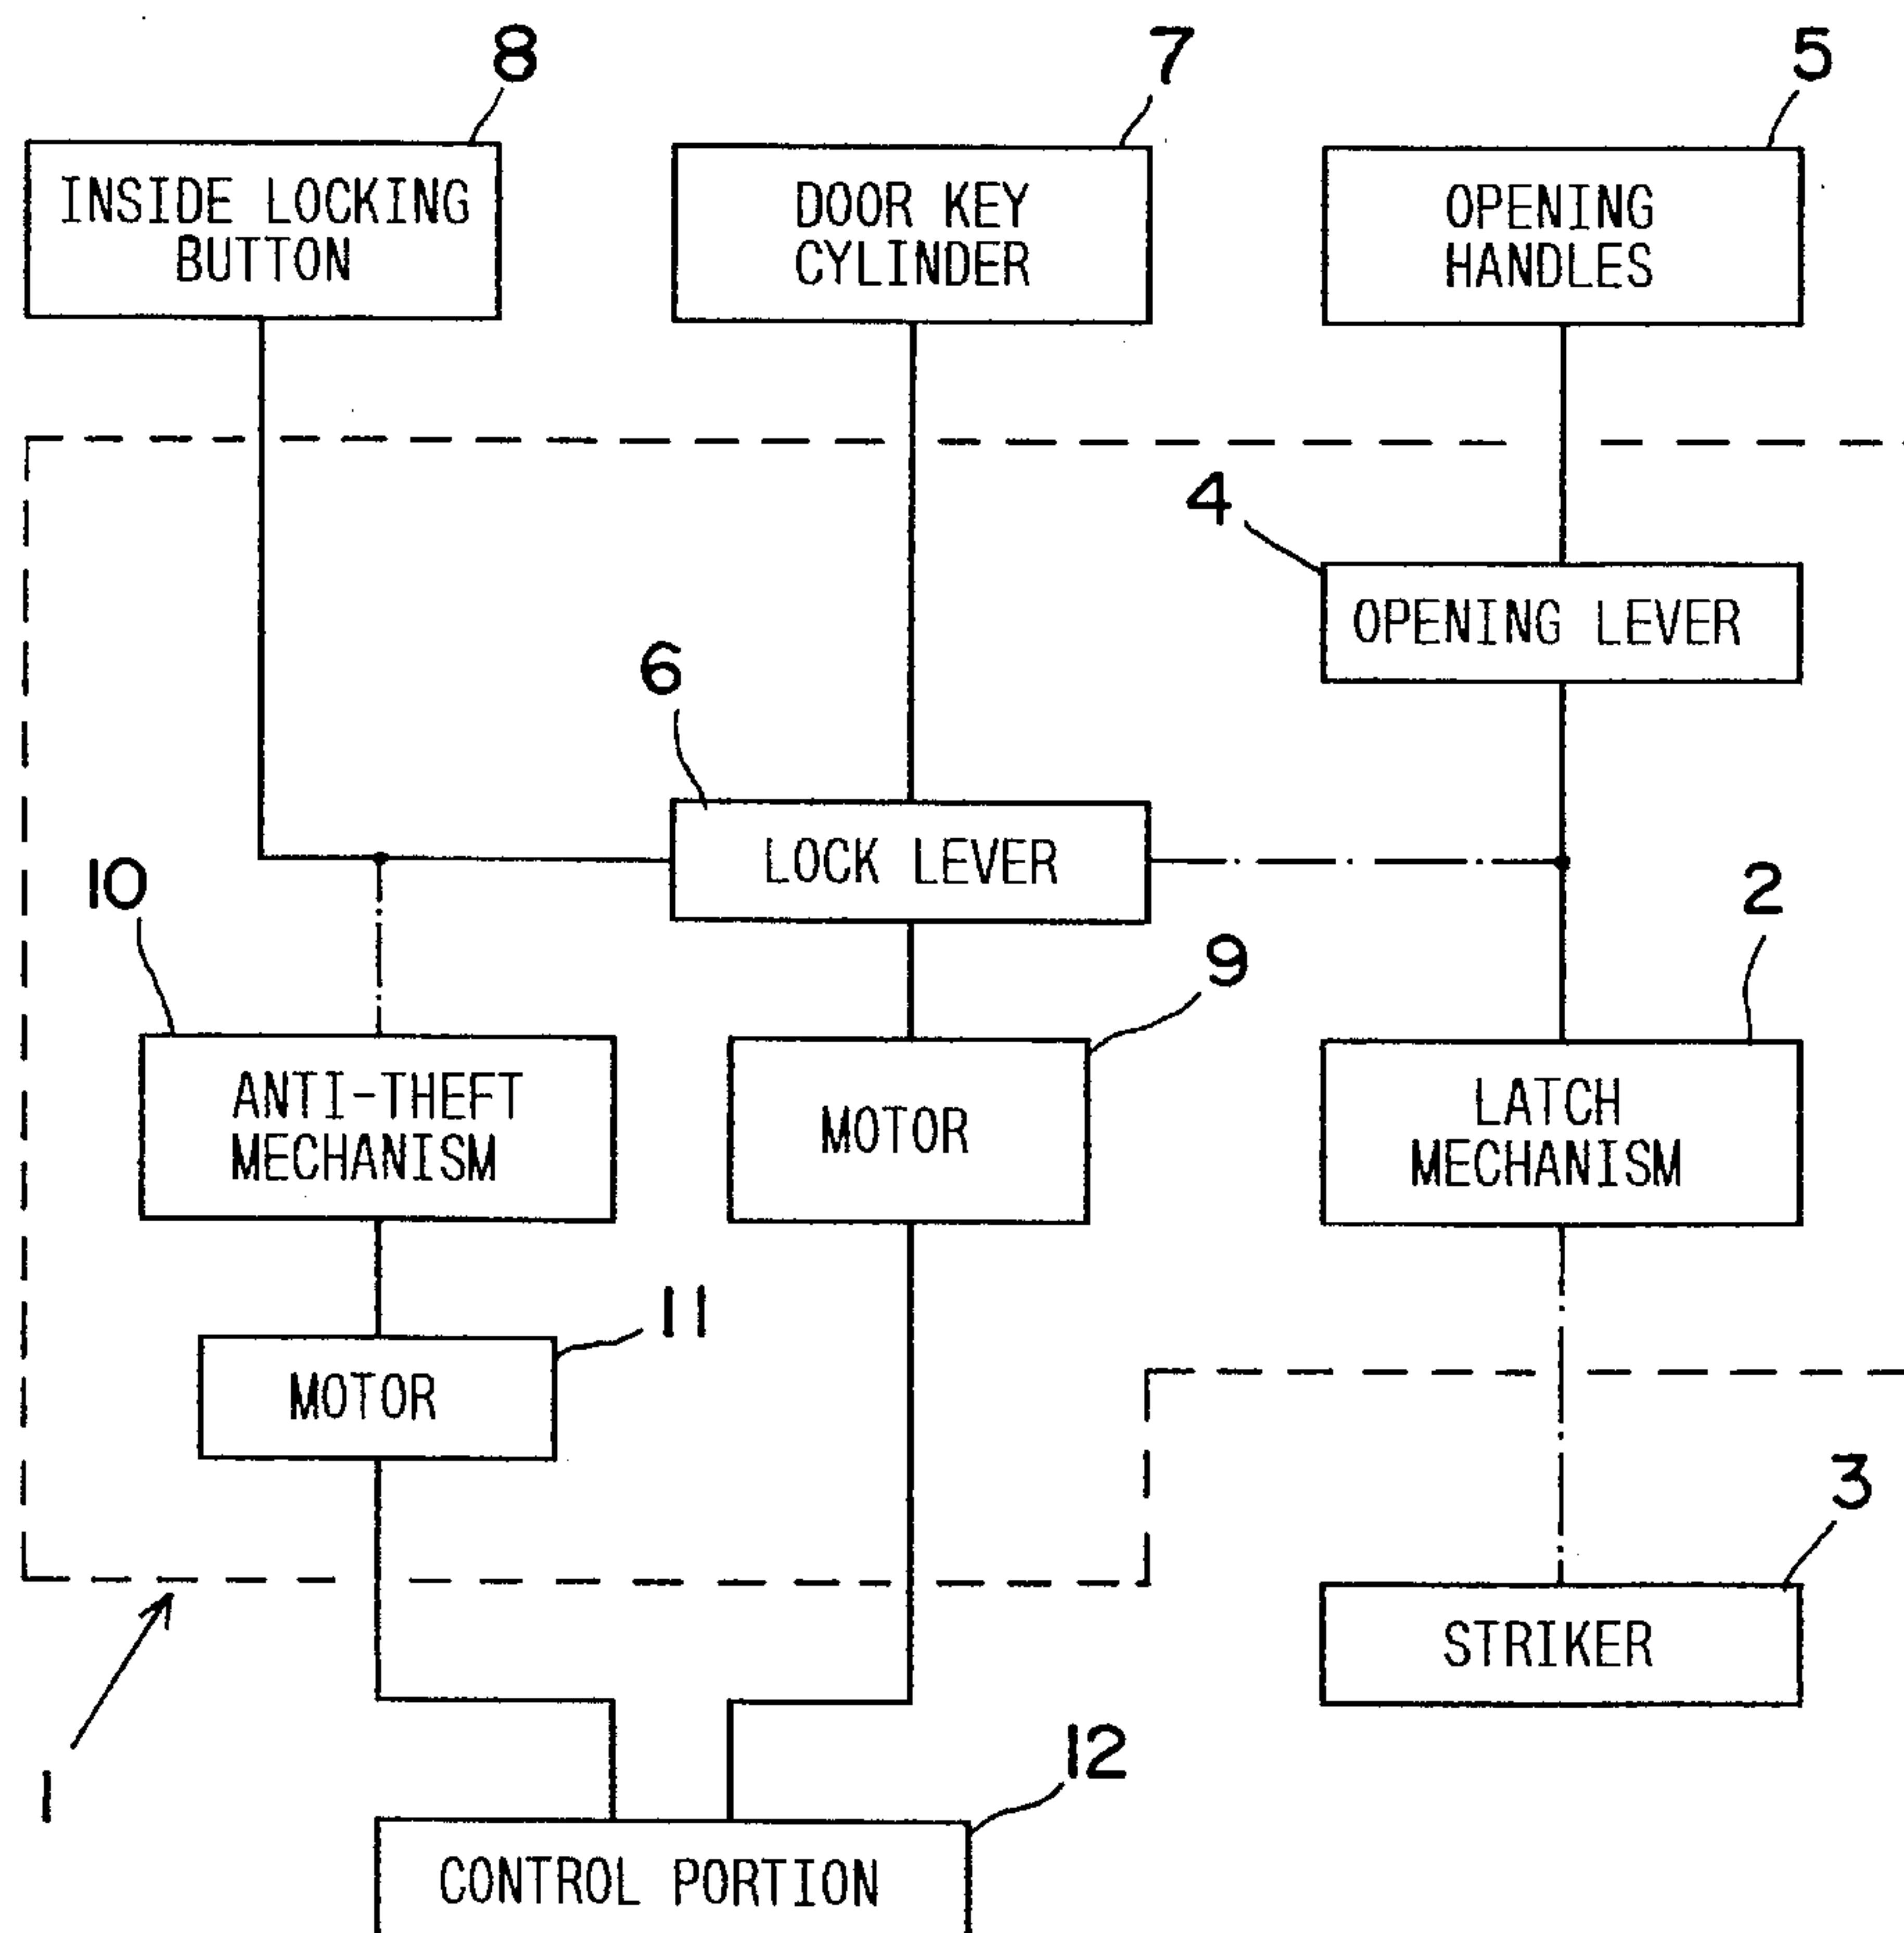 8
7
5
INSIDE LOCKING
BUTTON
DOOR KEY
CYLINDER
OPENING
HANDLES
4
OPENING LEVER
6
LOCK LEVER
10
2
9
ANTI-THEFT
MECHANISM
MOTOR
LATCH
MECHANISM
11
MOTOR
3
STRIKER
1
12
CONTROL PORTION